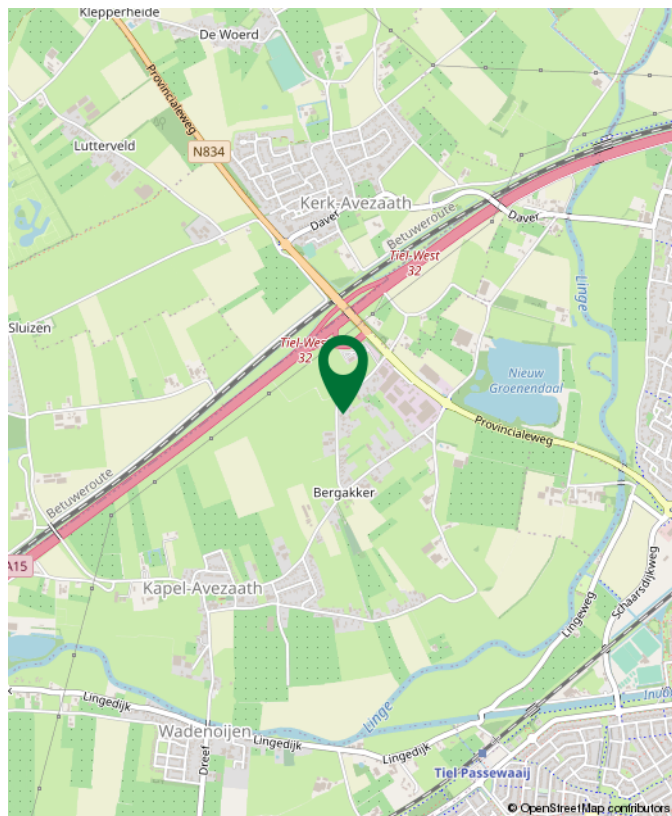 Klepperheide
De Woerd
Provincialeweg
Lutterveld
N834
Kerk-Avezaath
Daver
Daver
Betuweroute
Tiel-West
32
Linge
Sluizen
Tiel-West
32
Nieuw
Groenendaal
Provincialeweg
Bergakker
Betuweroute
A15
Kapel-Avezaath
Schaarsdijkweg
Lingeweg
Lingedijk
Linge
Wadenoijen
Lingedijk
Lingedijk
Dreef
Tiel Passewaaij
© OpenStreetMap contributors